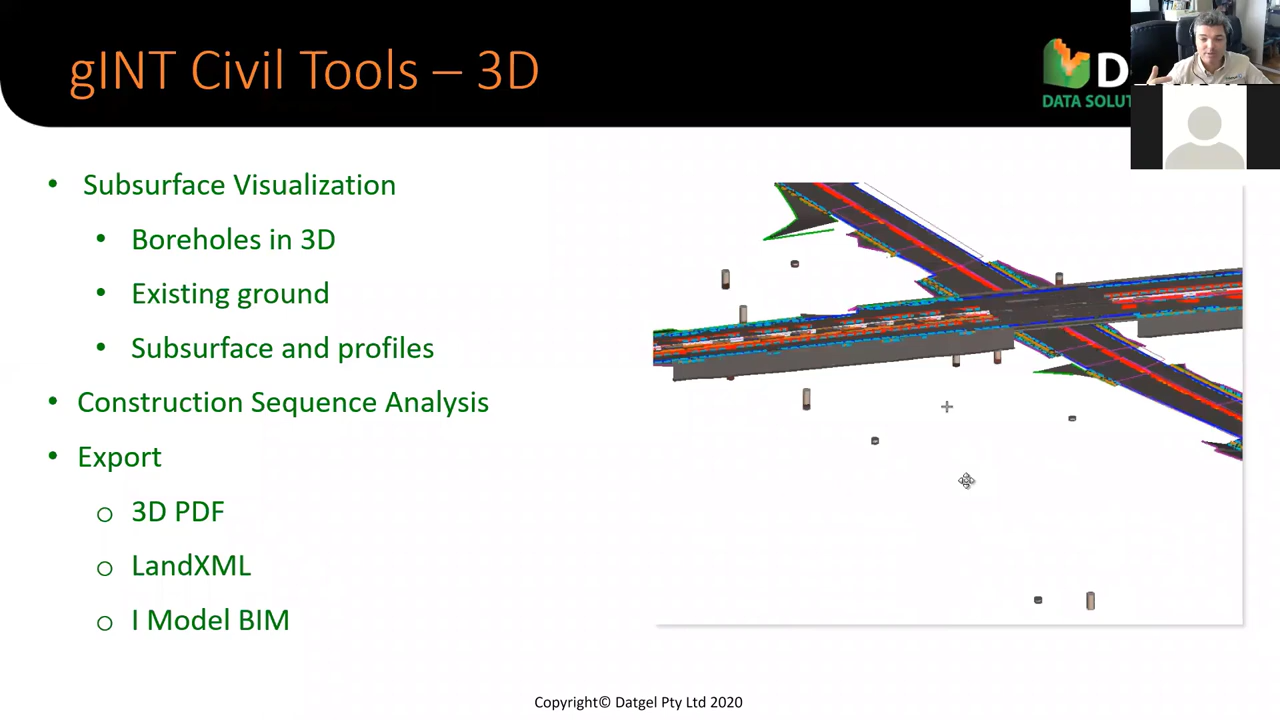 gINT Civil Tools – 3D
D
DATA SOLUT
• Subsurface Visualization
• Boreholes in 3D
• Existing ground
• Subsurface and profiles
• Construction Sequence Analysis
• Export
o 3D PDF
o LandXML
o I Model BIM
Copyright© Datgel Pty Ltd 2020